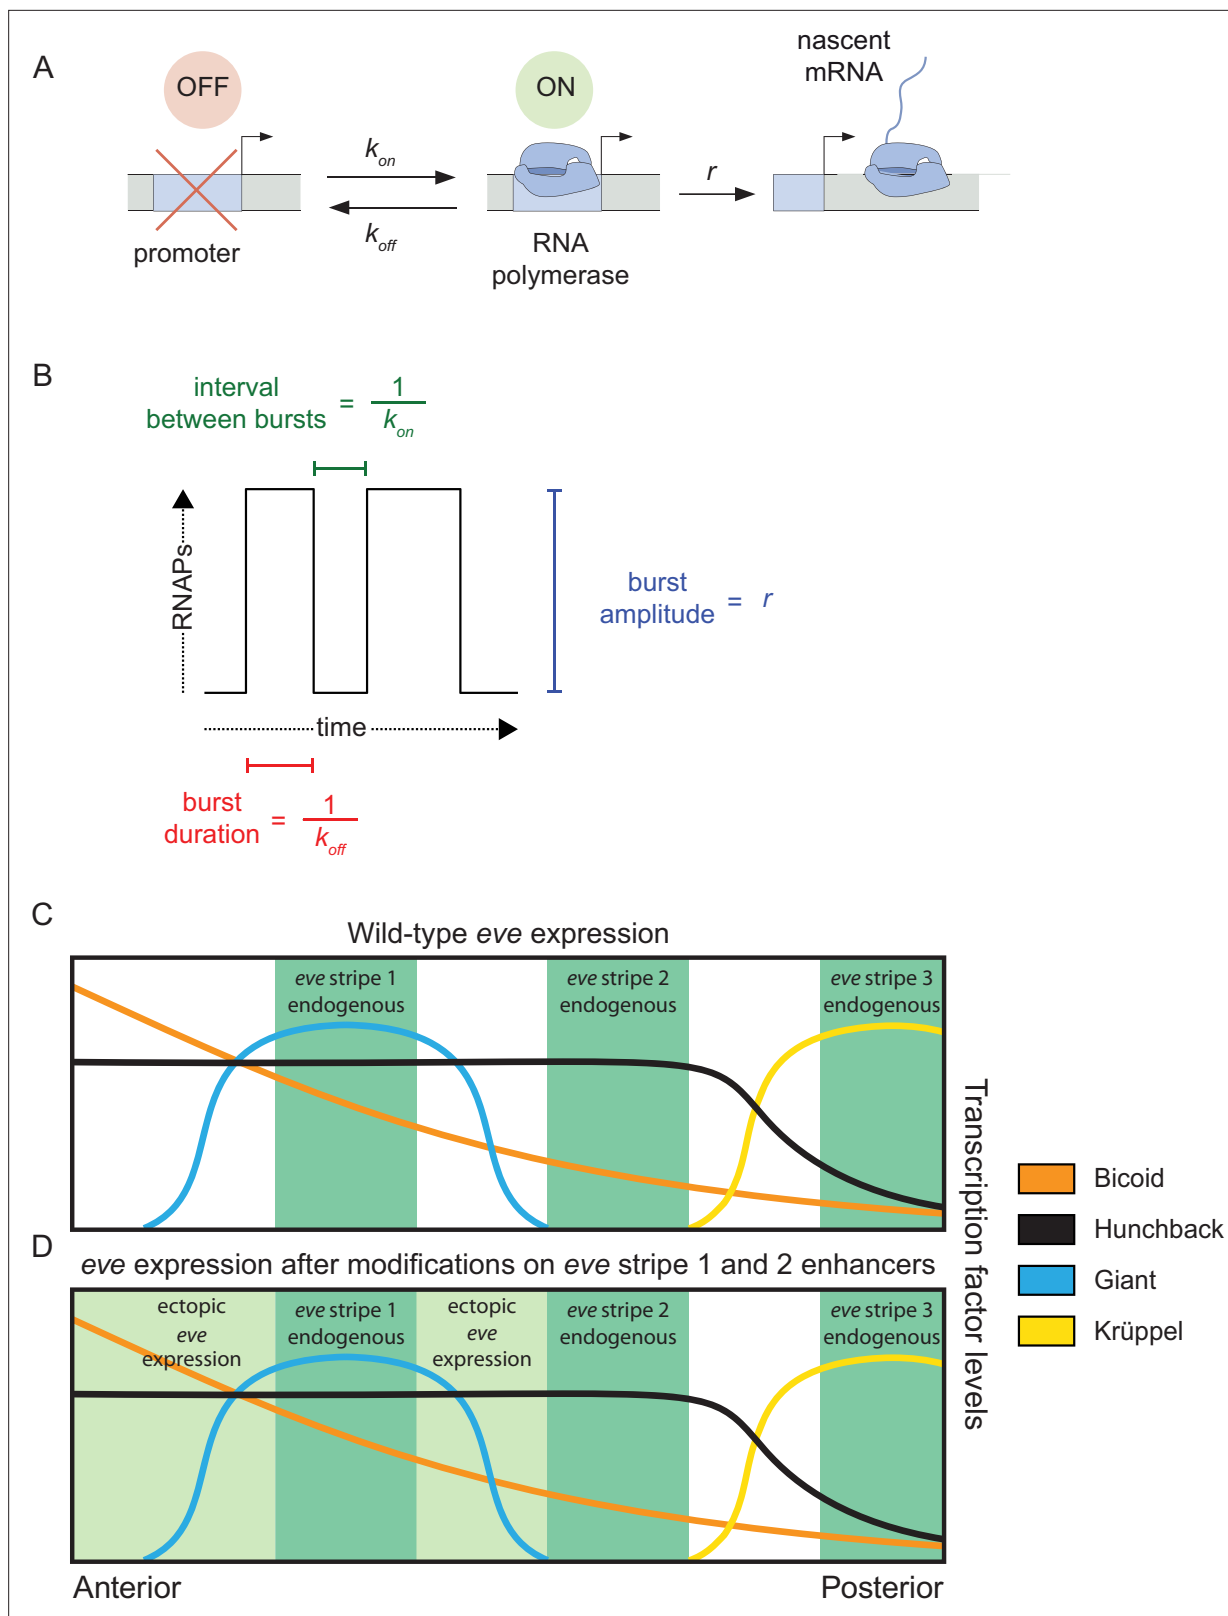 A
OFF
ON
nascent
mRNA
k_on
k_off
r
promoter
RNA
polymerase
B
interval
between bursts = 1/k_on
RNAPs
time
burst
amplitude = r
burst
duration = 1/k_off
C
Wild-type eve expression
eve stripe 1
endogenous
eve stripe 2
endogenous
eve stripe 3
endogenous
D
eve expression after modifications on eve stripe 1 and 2 enhancers
ectopic
eve
expression
eve stripe 1
endogenous
ectopic
eve
expression
eve stripe 2
endogenous
eve stripe 3
endogenous
Anterior
Posterior
Transcription factor levels
Bicoid
Hunchback
Giant
Krüppel